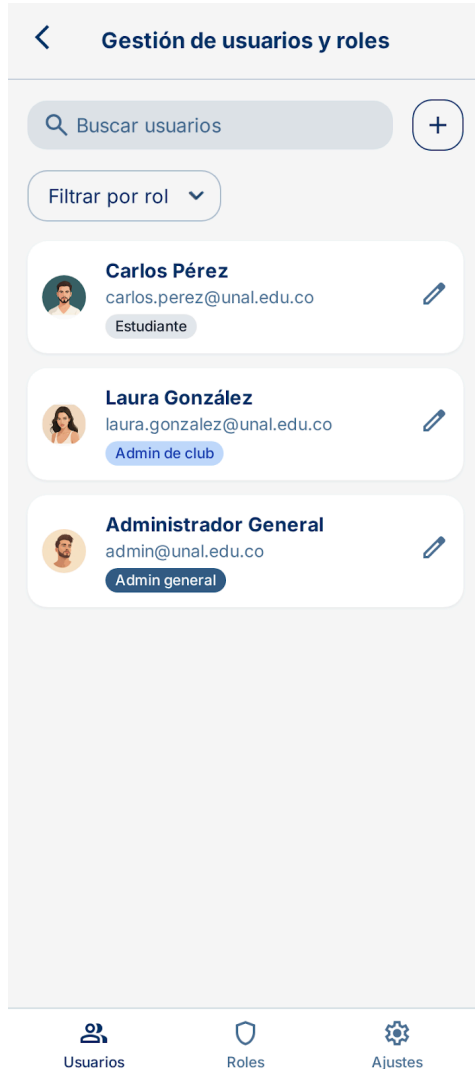 Gestión de usuarios y roles
Buscar usuarios
Filtrar por rol
Carlos Pérez
carlos.perez@unal.edu.co
Estudiante
Laura González
laura.gonzalez@unal.edu.co
Admin de club
Administrador General
admin@unal.edu.co
Admin general
Usuarios
Roles
Ajustes